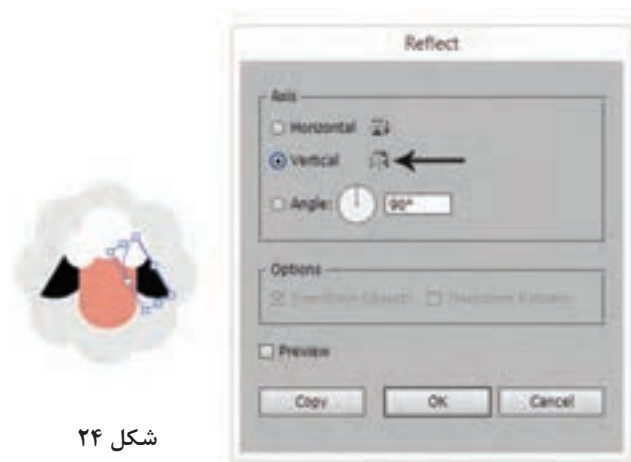 Reflect
Axis
Horizontal
Vertical
Angle: 90°
Options
Preview
Copy
OK
Cancel
شکل ۲۴